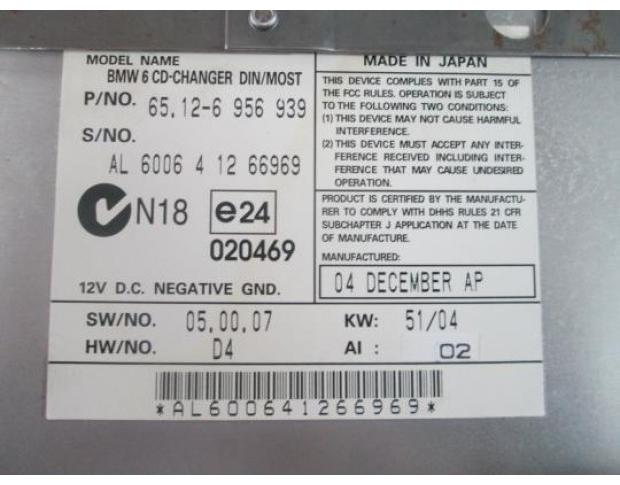 MODEL NAME
BMW 6 CD-CHANGER DIN/MOST
P/NO. 65.12-6 956 939
S/NO.
AL 6006 4 12 66969
N18 e24
020469
12V D.C. NEGATIVE GND.
MADE IN JAPAN
THIS DEVICE COMPLIES WITH PART 15 OF
THE FCC RULES. OPERATION IS SUBJECT
TO THE FOLLOWING TWO CONDITIONS:
(1) THIS DEVICE MAY NOT CAUSE HARMFUL
INTERFERENCE.
(2) THIS DEVICE MUST ACCEPT ANY INTER-
FERENCE RECEIVED INCLUDING INTER-
FERENCE THAT MAY CAUSE UNDESIRED
OPERATION.
PRODUCT IS CERTIFIED BY THE MANUFACTU-
RER TO COMPLY WITH DHHS RULES 21 CFR
SUBCHAPTER J APPLICATION AT THE DATE
OF MANUFACTURE.
MANUFACTURED:
04 DECEMBER AP
SW/NO. 05.00.07 KW: 51/04
HW/NO. D4 AI : 02
*AL600641266969*